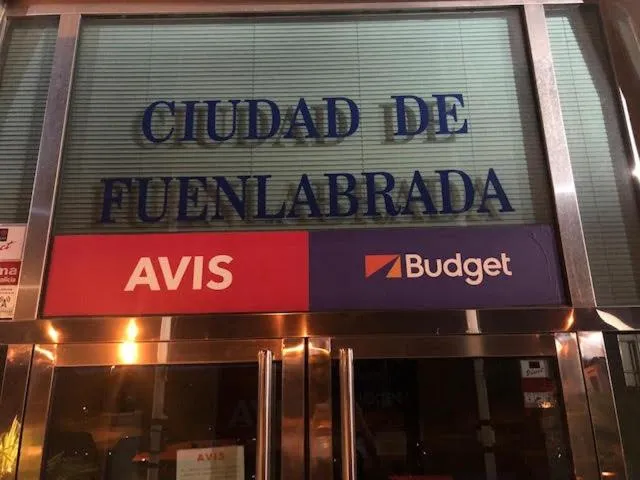 CIUDAD DE
FUENLABRADA
AVIS
Budget
AVIS